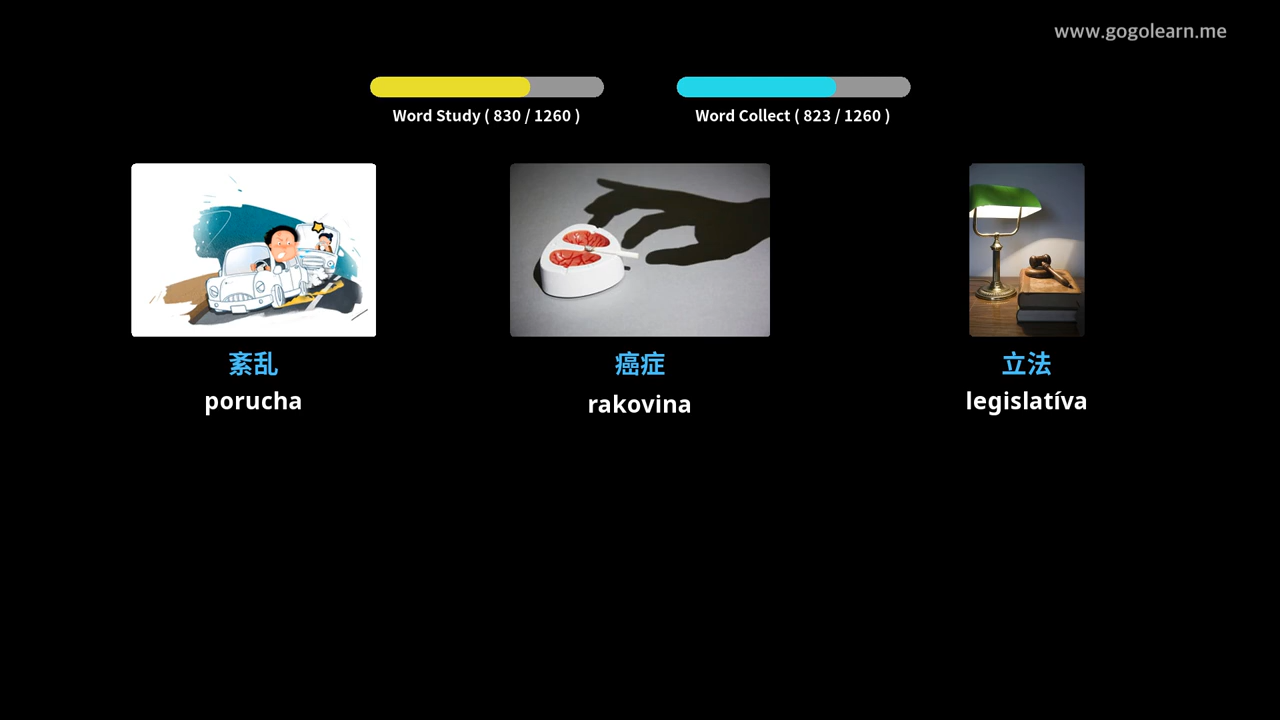 www.gogolearn.me
Word Study ( 830 / 1260 )
Word Collect ( 823 / 1260 )
紊乱
porucha
癌症
rakovina
立法
legislatíva